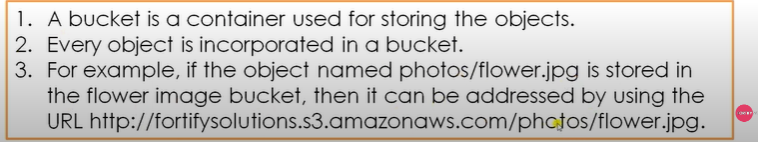 1. A bucket is a container used for storing the objects.
2. Every object is incorporated in a bucket.
3. For example, if the object named photos/flower.jpg is stored in
the flower image bucket, then it can be addressed by using the
URL http://fortifysolutions.s3.amazonaws.com/photos/flower.jpg.